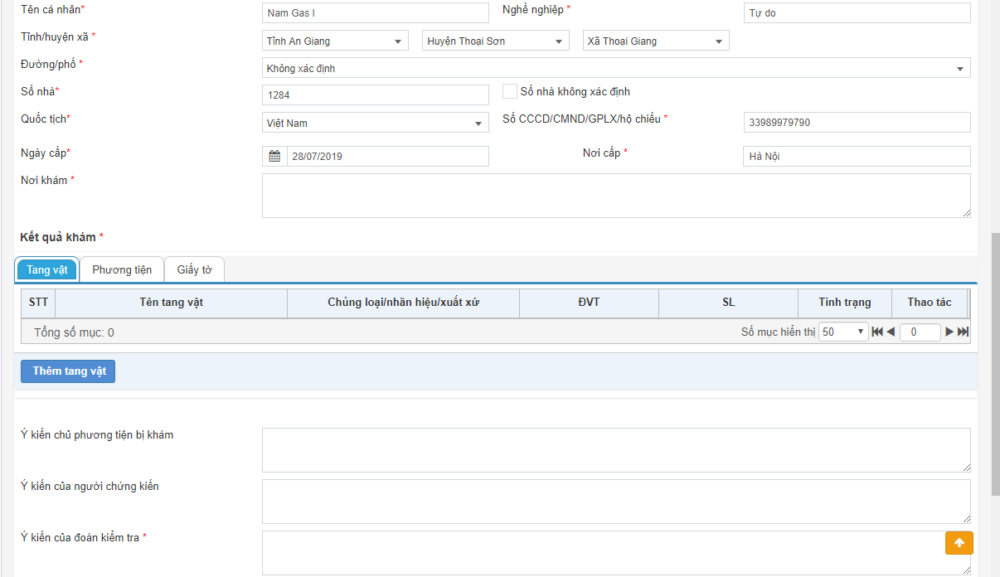 Tên cá nhân* Nam Gas I Nghề nghiệp * Tự do
Tỉnh/huyện xã * Tỉnh An Giang Huyện Thoại Sơn Xã Thoại Giang
Đường/phố * Không xác định
Số nhà* 1284 Số nhà không xác định
Quốc tịch* Việt Nam Số CCCD/CMND/GPLX/hộ chiếu * 33989979790
Ngày cấp* 28/07/2019 Nơi cấp * Hà Nội
Nơi khám *
Kết quả khám *
Tang vật Phương tiện Giấy tờ
STT Tên tang vật Chủng loại/nhãn hiệu/xuất xứ ĐVT SL Tình trạng Thao tác
Tổng số mục: 0 Số mục hiển thị 50 0
Thêm tang vật
Ý kiến chủ phương tiện bị khám
Ý kiến của người chứng kiến
Ý kiến của đoàn kiểm tra *